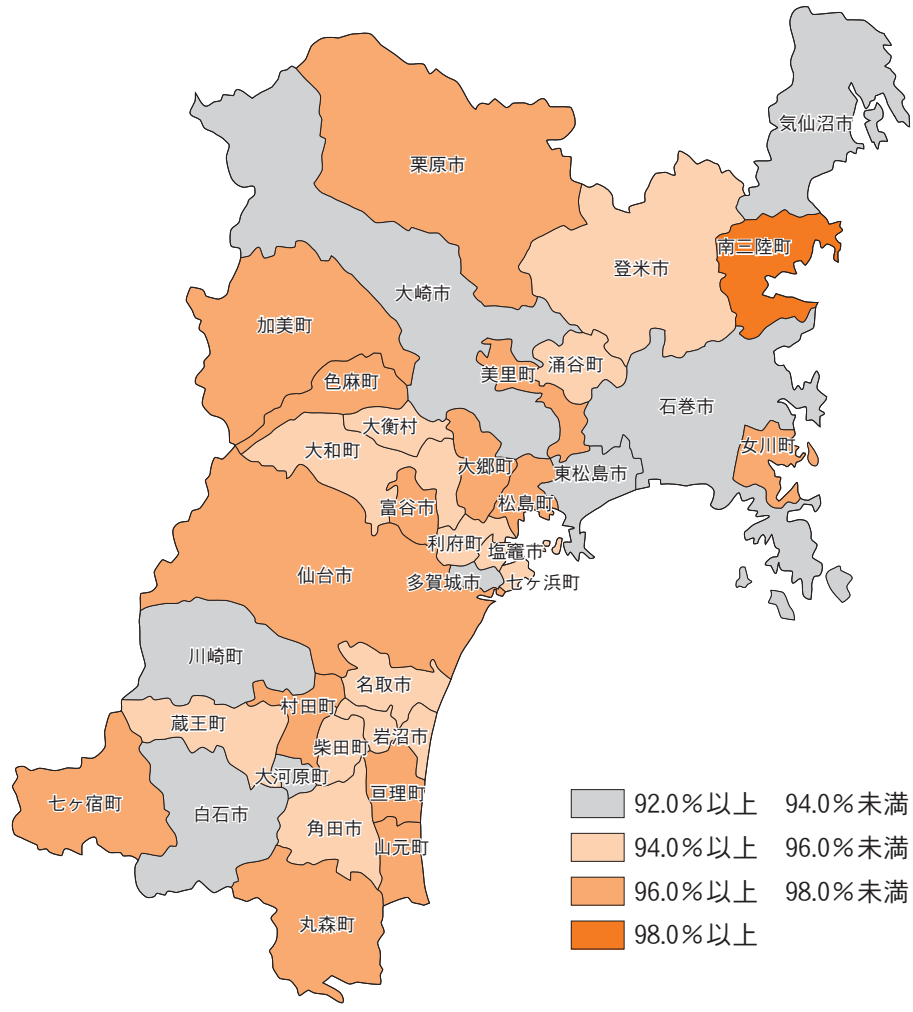 気仙沼市
栗原市
南三陸町
登米市
大崎市
加美町
涌谷町
美里町
色麻町
石巻市
大衡村
女川町
大和町
大郷町
東松島市
松島町
富谷市
利府町
塩竈市
仙台市
多賀城市
七ヶ浜町
川崎町
名取市
村田町
蔵王町
岩沼市
柴田町
大河原町
亘理町
七ヶ宿町
白石市
角田市
山元町
丸森町
92.0%以上 94.0%未満
94.0%以上 96.0%未満
96.0%以上 98.0%未満
98.0%以上